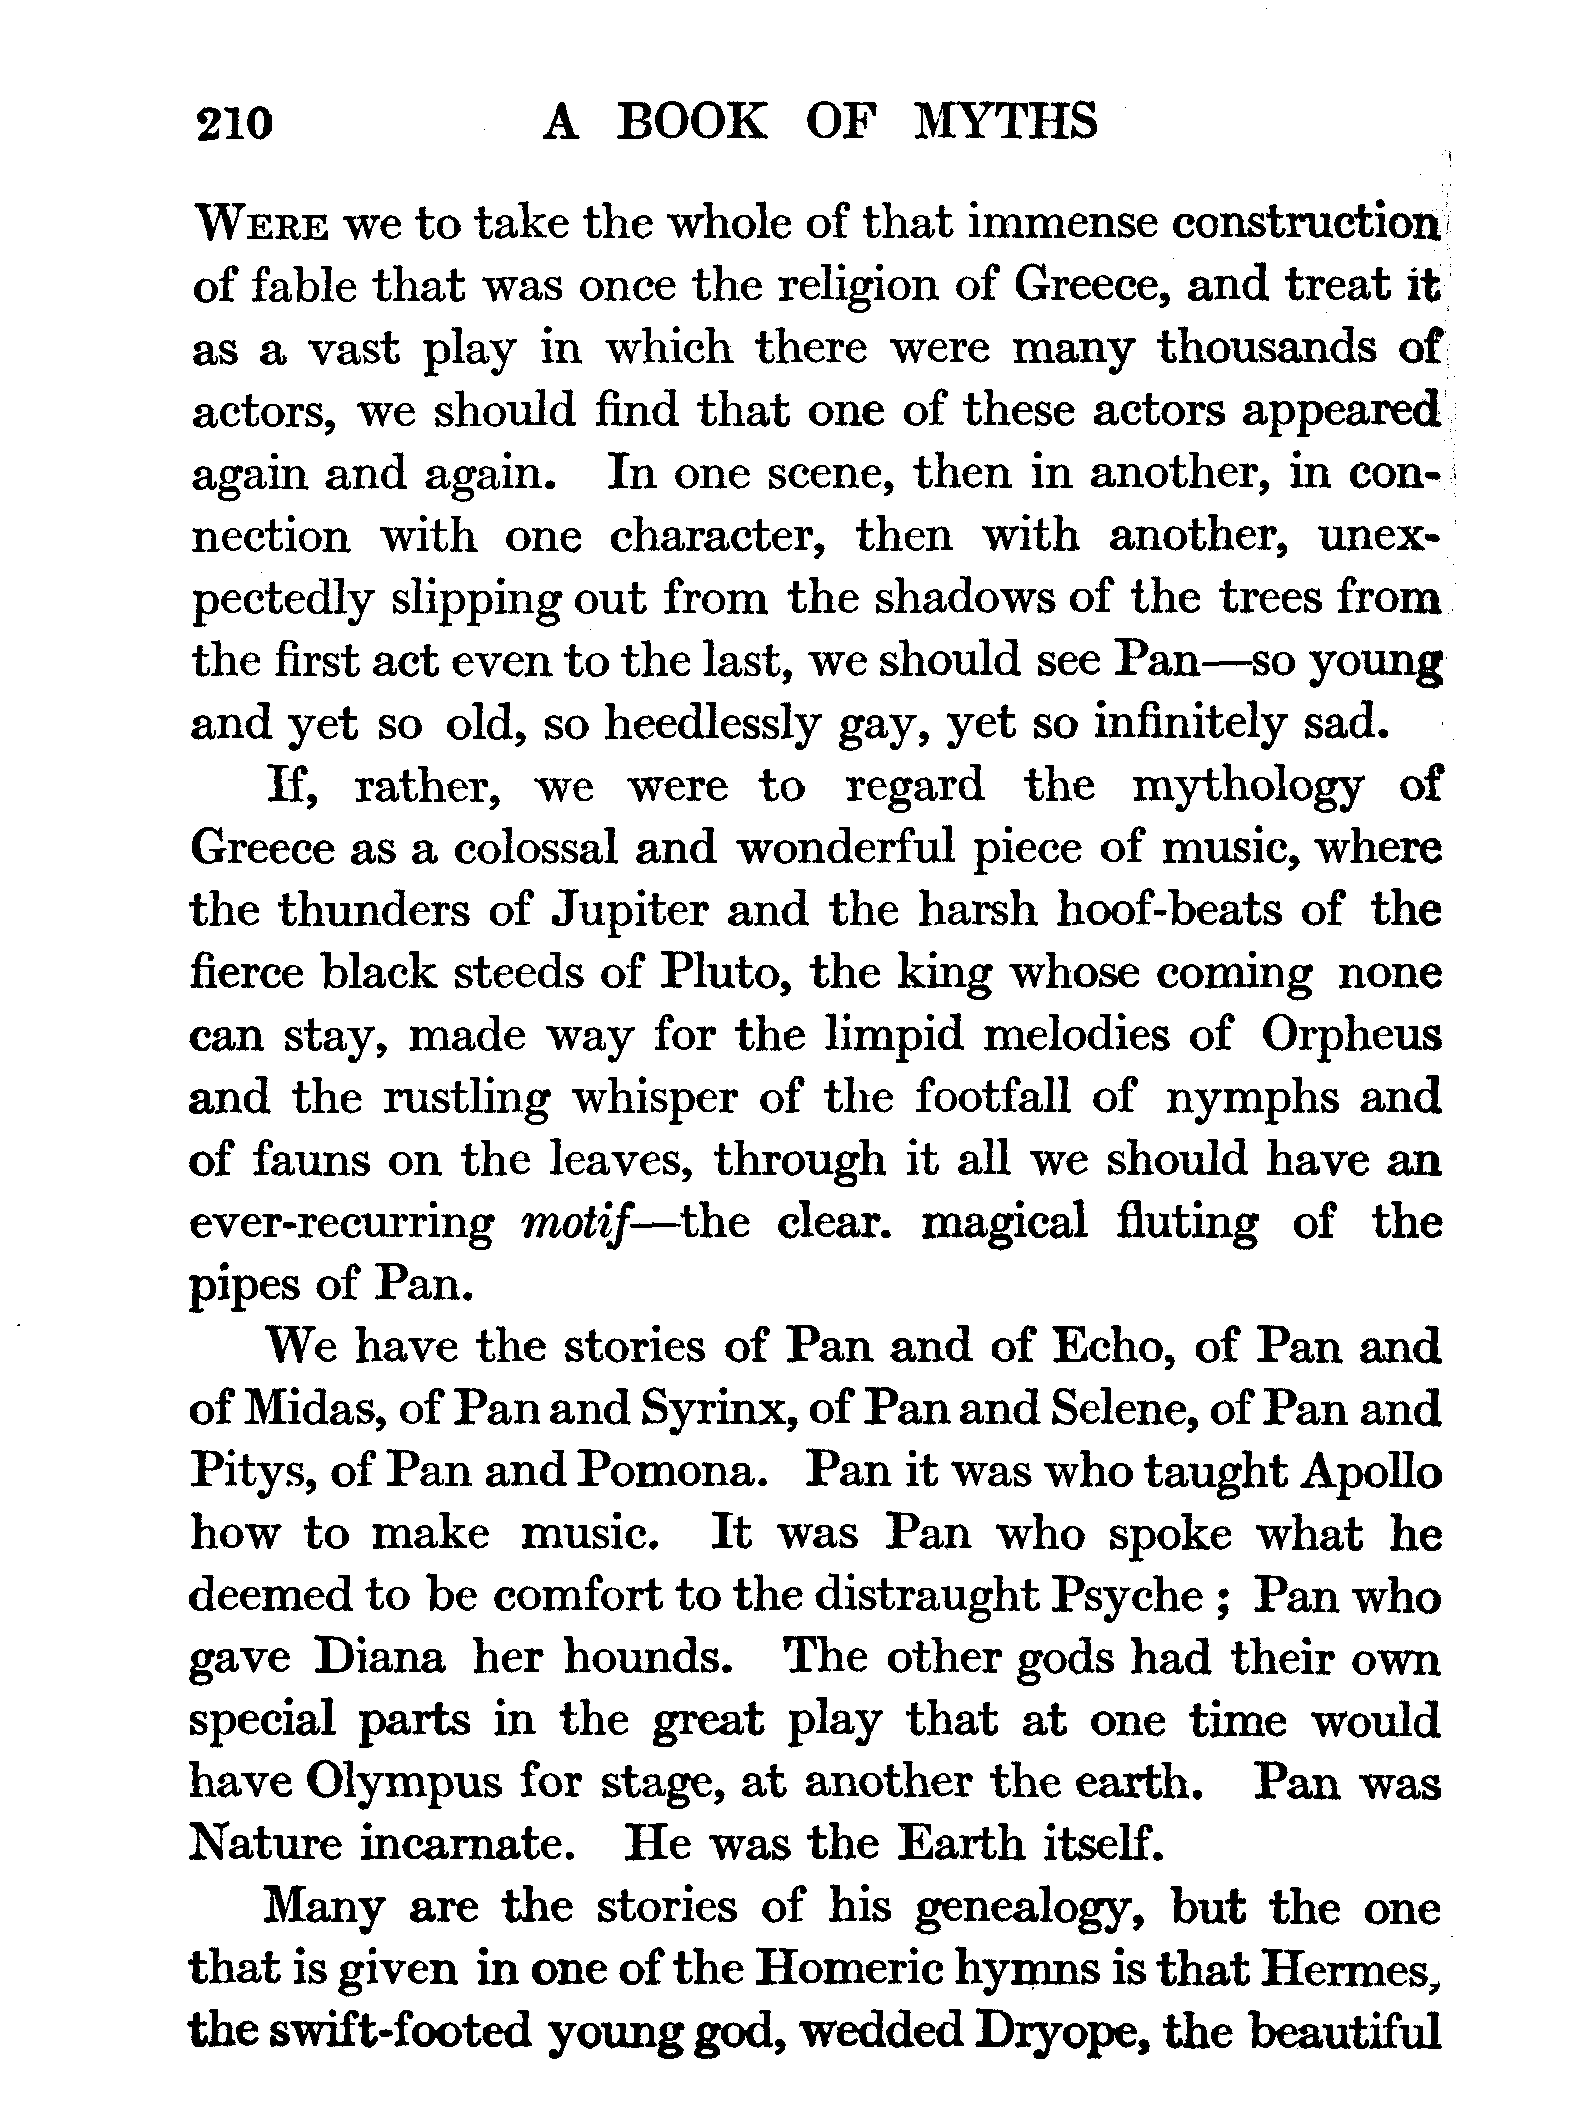 210 A BOOK OF MYTHS
WERE we to take the whole of that immense construction
of fable that was once the religion of Greece, and treat it
as a vast play in which there were many thousands of
actors, we should find that one of these actors appeared
again and again. In one scene, then in another, in con-
nection with one character, then with another, unex-
pectedly slipping out from the shadows of the trees from
the first act even to the last, we should see Pan—so young
and yet so old, so heedlessly gay, yet so infinitely sad.
If, rather, we were to regard the mythology of
Greece as a colossal and wonderful piece of music, where
the thunders of Jupiter and the harsh hoof-beats of the
fierce black steeds of Pluto, the king whose coming none
can stay, made way for the limpid melodies of Orpheus
and the rustling whisper of the footfall of nymphs and
of fauns on the leaves, through it all we should have an
ever-recurring motif—the clear. magical fluting of the
pipes of Pan.
We have the stories of Pan and of Echo, of Pan and
of Midas, of Pan and Syrinx, of Pan and Selene, of Pan and
Pitys, of Pan and Pomona. Pan it was who taught Apollo
how to make music. It was Pan who spoke what he
deemed to be comfort to the distraught Psyche ; Pan who
gave Diana her hounds. The other gods had their own
special parts in the great play that at one time would
have Olympus for stage, at another the earth. Pan was
Nature incarnate. He was the Earth itself.
Many are the stories of his genealogy, but the one
that is given in one of the Homeric hymns is that Hermes,
the swift-footed young god, wedded Dryope, the beautiful